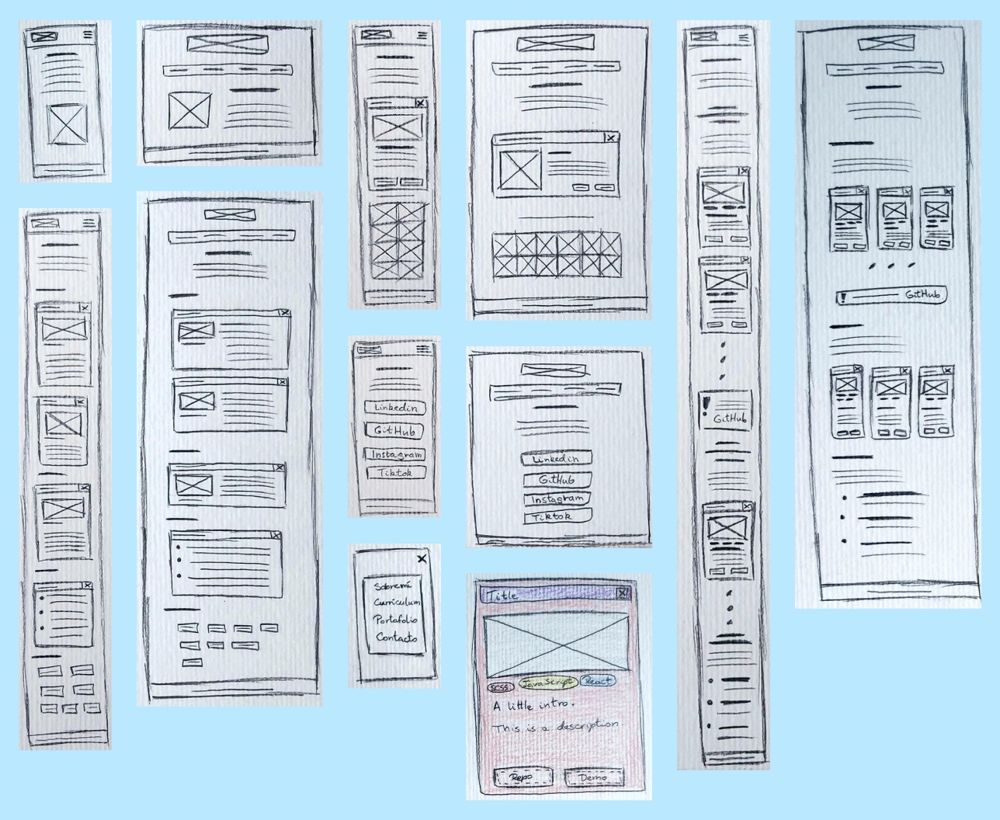 Linkedin
GitHub
Instagram
Tiktok
Linkedin
GitHub
Instagram
Tiktok
Sobre mí
Curriculum
Portafolio
Contacto
Title
SCSS JavaScript React
A little intro.
This is a description
Repo Demo
! GitHub
! GitHub